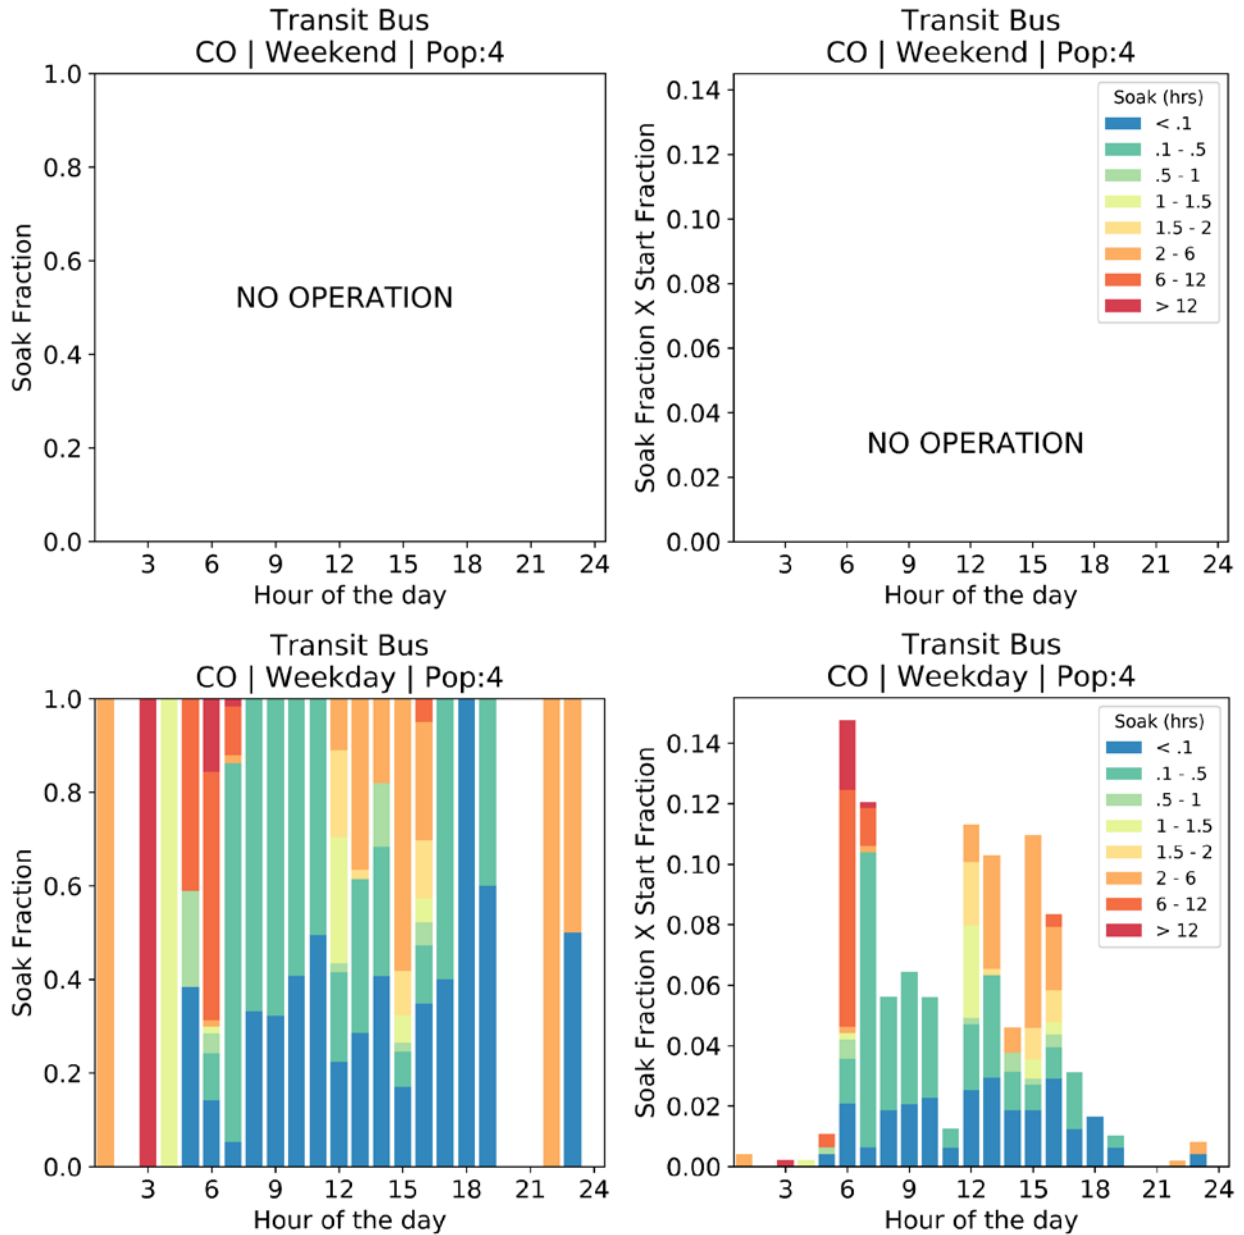 Transit Bus
CO | Weekend | Pop:4
1.0
0.8
0.6
0.4
0.2
0.0
Soak Fraction
NO OPERATION
3 6 9 12 15 18 21 24
Hour of the day
Transit Bus
CO | Weekend | Pop:4
0.14
0.12
0.10
0.08
0.06
0.04
0.02
0.00
Soak Fraction X Start Fraction
Soak (hrs)
< .1
.1 - .5
.5 - 1
1 - 1.5
1.5 - 2
2 - 6
6 - 12
> 12
NO OPERATION
3 6 9 12 15 18 21 24
Hour of the day
Transit Bus
CO | Weekday | Pop:4
1.0
0.8
0.6
0.4
0.2
0.0
Soak Fraction
3 6 9 12 15 18 21 24
Hour of the day
Transit Bus
CO | Weekday | Pop:4
0.14
0.12
0.10
0.08
0.06
0.04
0.02
0.00
Soak Fraction X Start Fraction
Soak (hrs)
< .1
.1 - .5
.5 - 1
1 - 1.5
1.5 - 2
2 - 6
6 - 12
> 12
3 6 9 12 15 18 21 24
Hour of the day